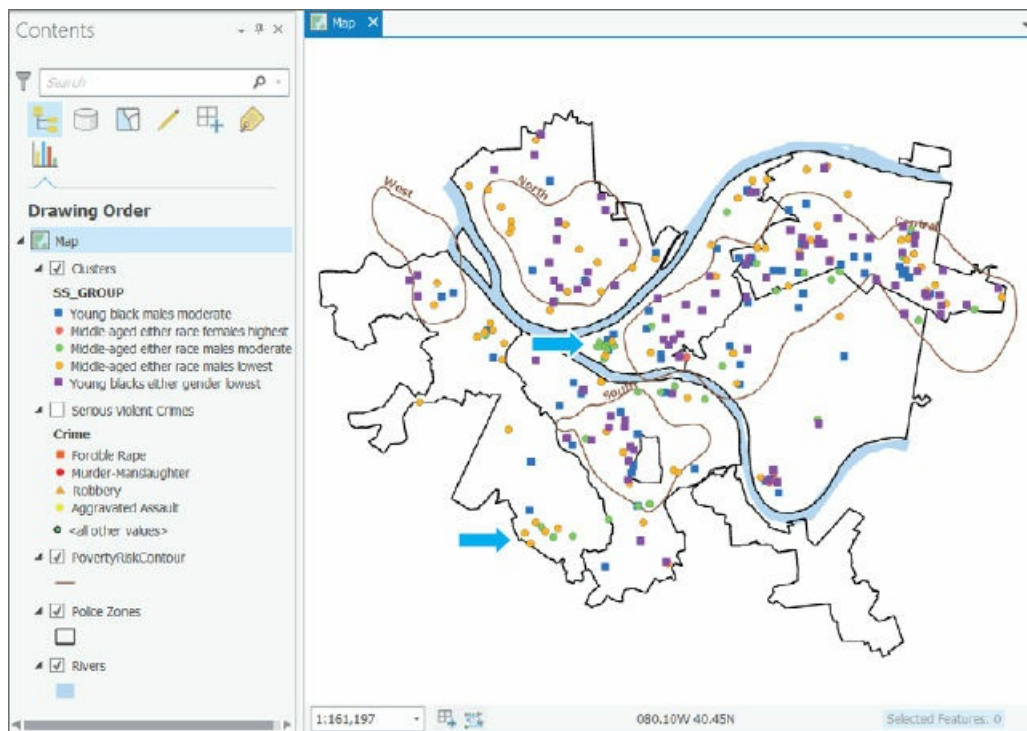 Contents
Search
Drawing Order
Map
Clusters
SS_GROUP
Young black males moderate
Middle-aged either race females highest
Middle-aged either race males moderate
Middle-aged either race males lowest
Young blacks either gender lowest
Serious Violent Crimes
Crime
Forcible Rape
Murder-Manslaughter
Robbery
Aggravated Assault
<all other values>
PovertyRiskContour
Police Zones
Rivers
Map
West
North
Central
South
1:161,197
080.10W 40.45N
Selected Features: 0